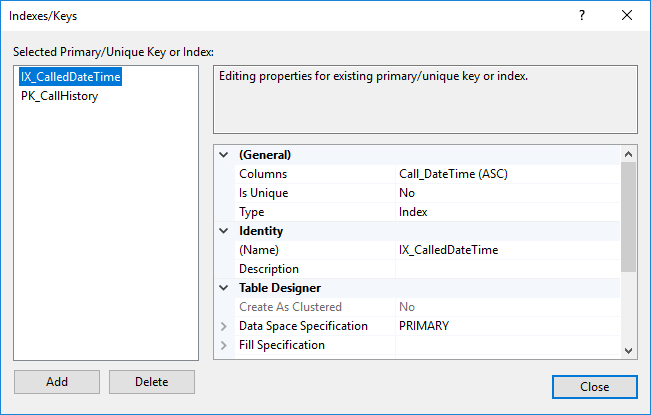 Indexes/Keys
?
Selected Primary/Unique Key or Index:
IX_CalledDateTime
PK_CallHistory
Editing properties for existing primary/unique key or index.
(General)
Columns Call_DateTime (ASC)
Is Unique No
Type Index
Identity
(Name) IX_CalledDateTime
Description
Table Designer
Create As Clustered No
Data Space Specification PRIMARY
Fill Specification
Add Delete
Close